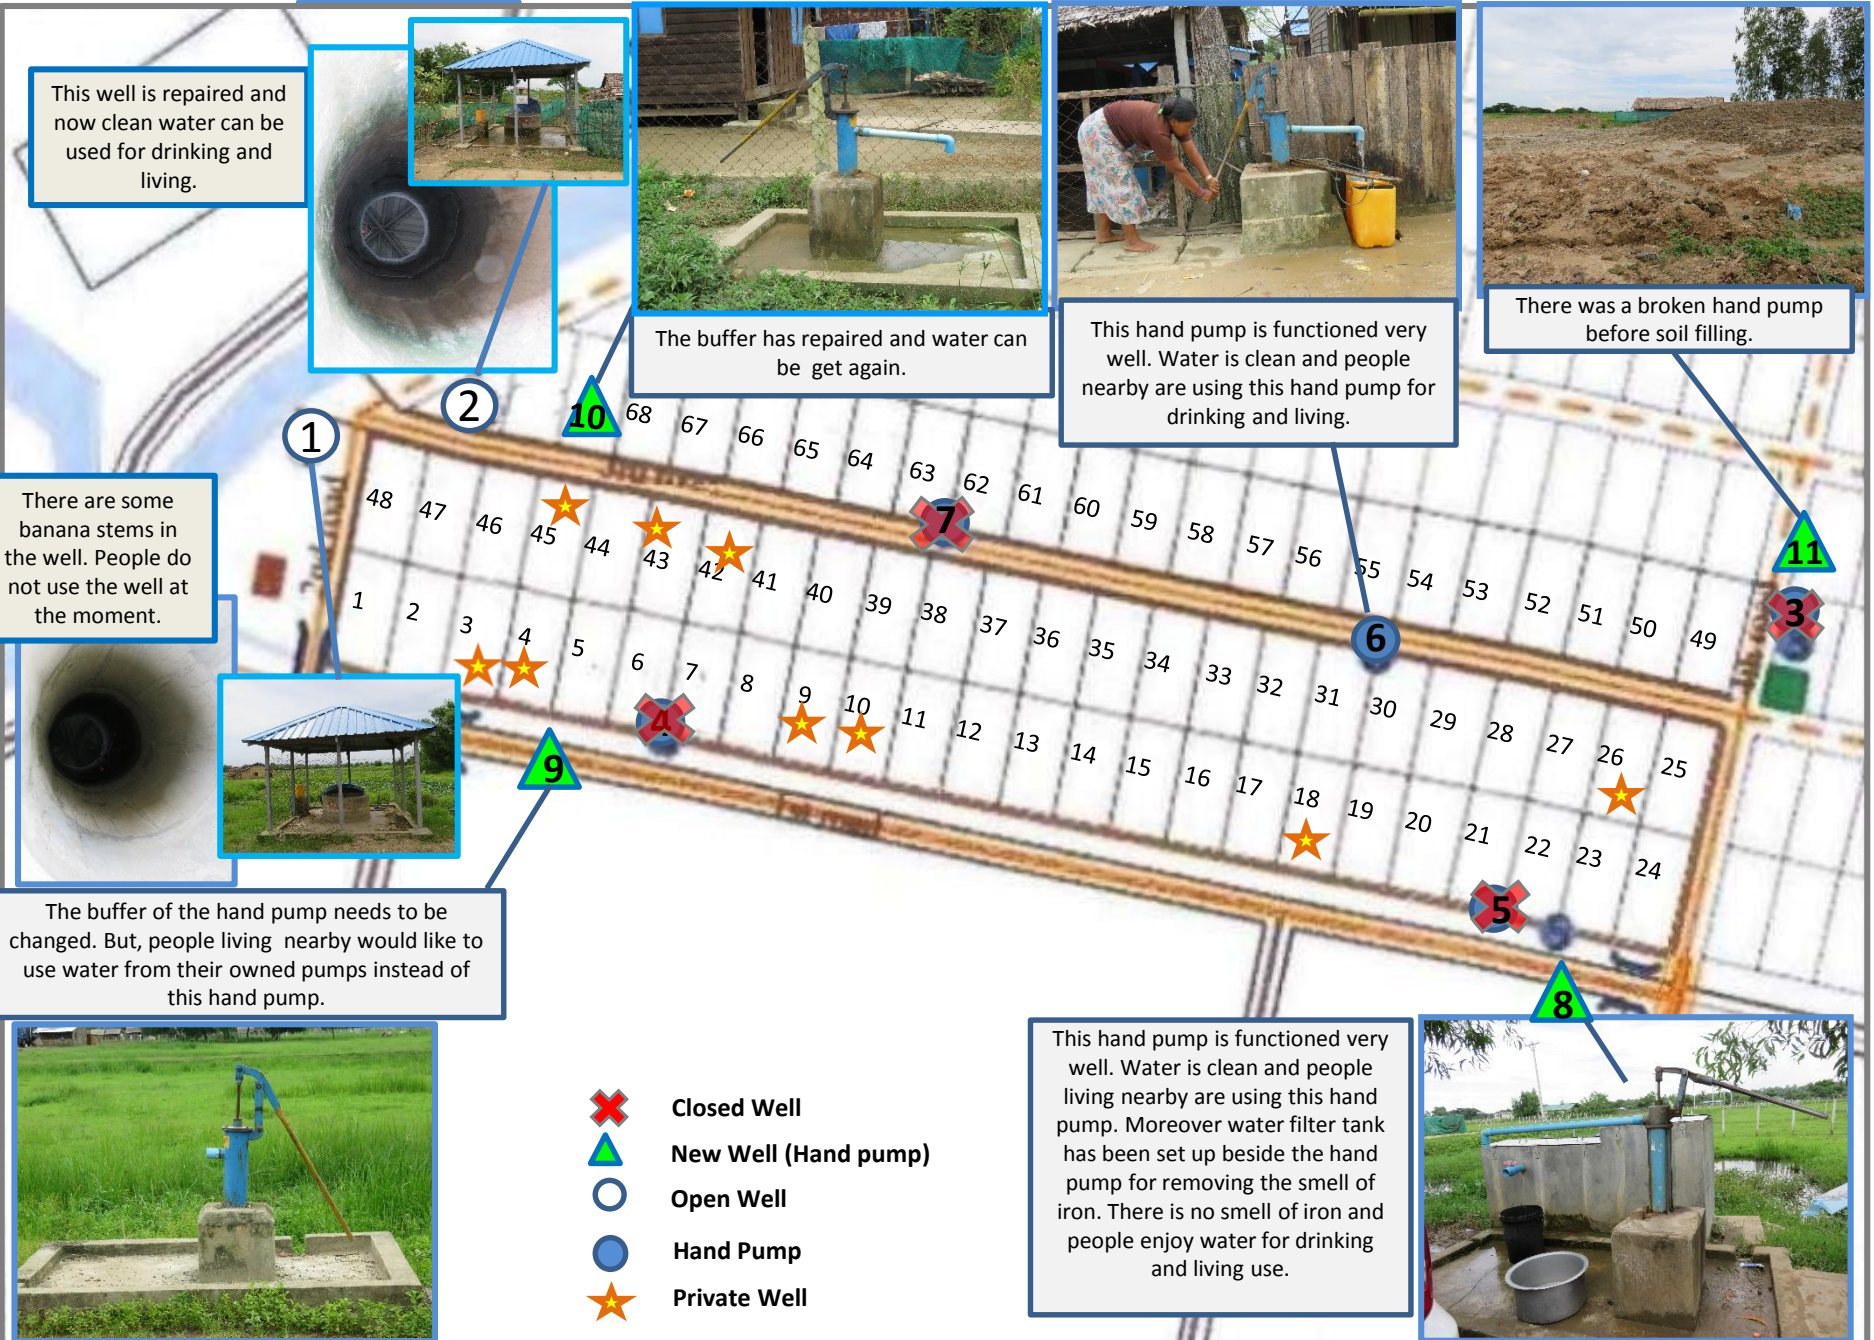 This well is repaired and
now clean water can be
used for drinking and
living.
The buffer has repaired and water can
be get again.
This hand pump is functioned very
well. Water is clean and people
nearby are using this hand pump for
drinking and living.
There was a broken hand pump
before soil filling.
There are some
banana stems in
the well. People do
not use the well at
the moment.
1
2
10
68
67
66
65
64
63
62
61
60
59
58
57
56
55
54
53
52
51
50
49
11
3
7
6
48
47
46
45
44
43
42
41
40
39
38
37
36
35
34
33
32
31
30
29
28
27
26
25
1
2
3
4
5
6
7
8
9
10
11
12
13
14
15
16
17
18
19
20
21
22
23
24
4
9
5
8
The buffer of the hand pump needs to be
changed. But, people living nearby would like to
use water from their owned pumps instead of
this hand pump.
Closed Well
New Well (Hand pump)
Open Well
Hand Pump
Private Well
This hand pump is functioned very
well. Water is clean and people
living nearby are using this hand
pump. Moreover water filter tank
has been set up beside the hand
pump for removing the smell of
iron. There is no smell of iron and
people enjoy water for drinking
and living use.